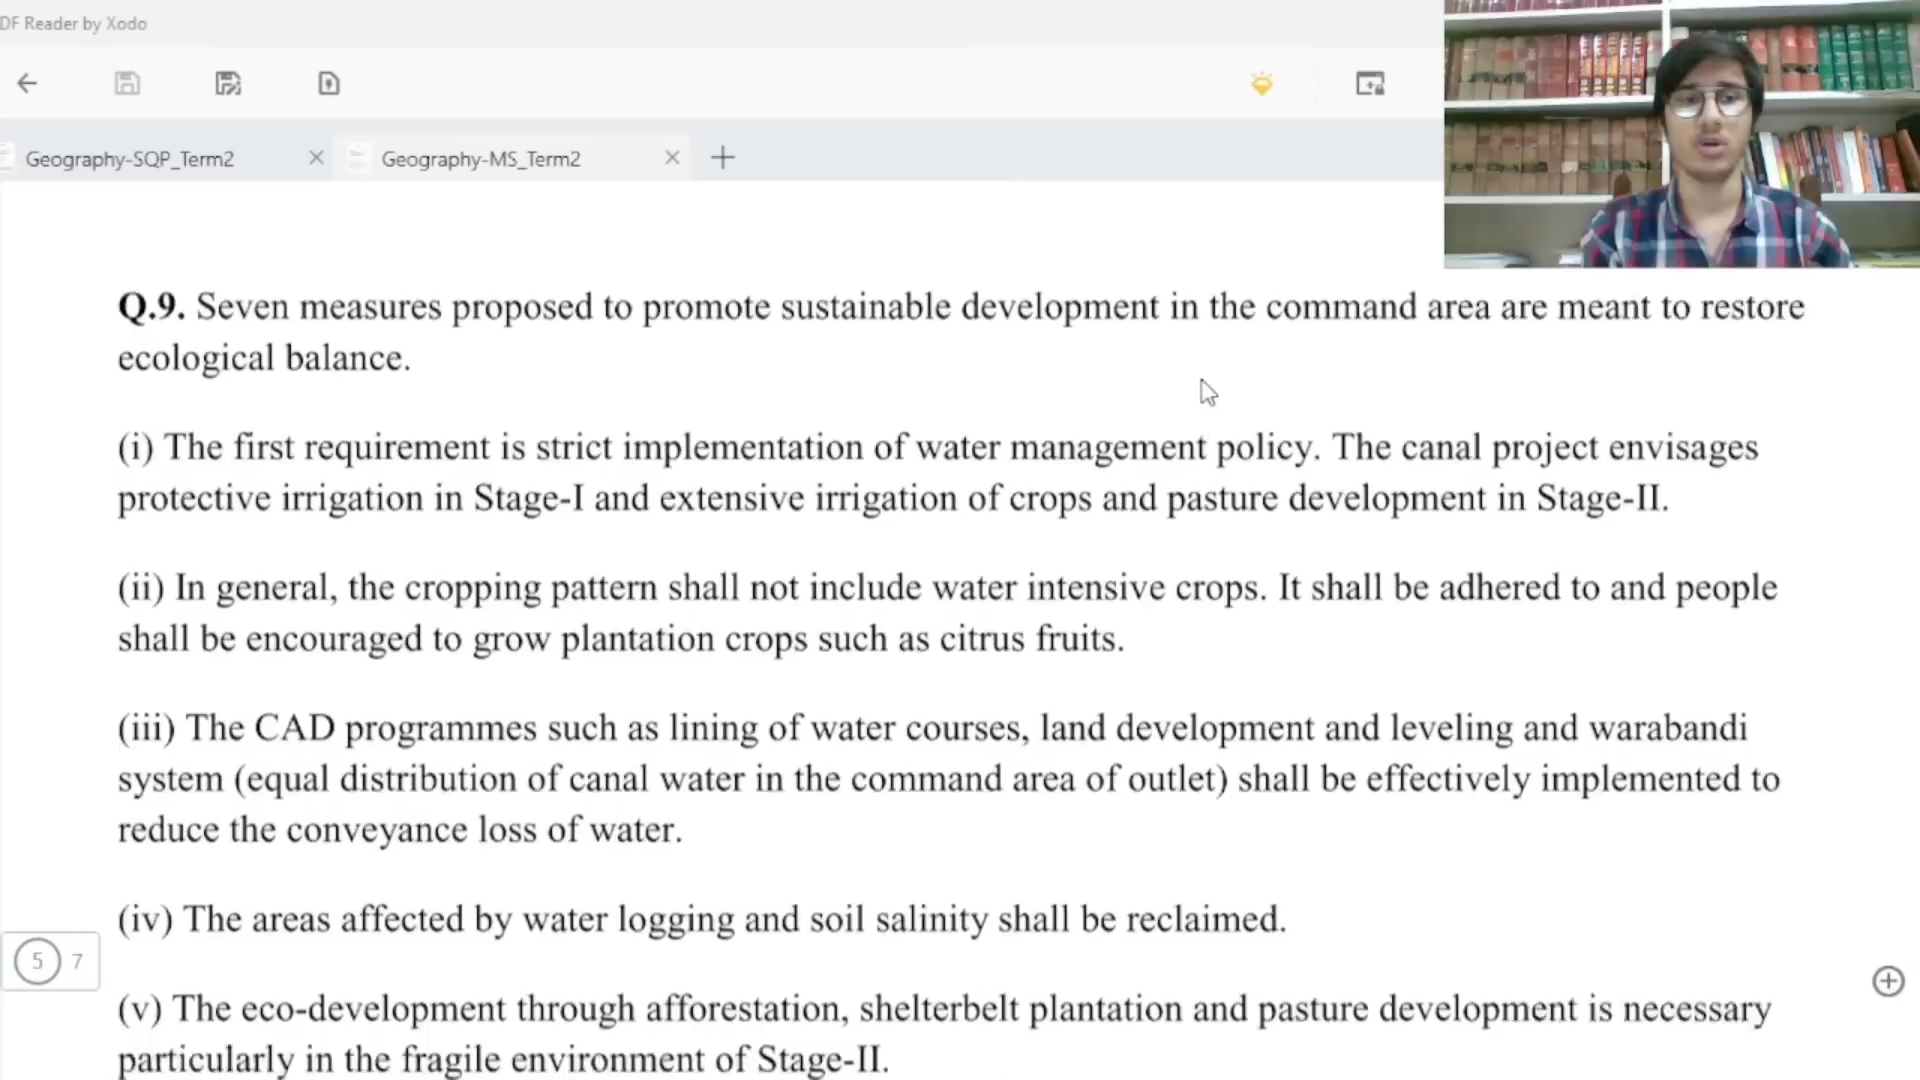 DF Reader by Xodo
Geography-SQP_Term2
Geography-MS_Term2
Q.9. Seven measures proposed to promote sustainable development in the command area are meant to restore
ecological balance.
(i) The first requirement is strict implementation of water management policy. The canal project envisages
protective irrigation in Stage-I and extensive irrigation of crops and pasture development in Stage-II.
(ii) In general, the cropping pattern shall not include water intensive crops. It shall be adhered to and people
shall be encouraged to grow plantation crops such as citrus fruits.
(iii) The CAD programmes such as lining of water courses, land development and leveling and warabandi
system (equal distribution of canal water in the command area of outlet) shall be effectively implemented to
reduce the conveyance loss of water.
(iv) The areas affected by water logging and soil salinity shall be reclaimed.
5 7
(v) The eco-development through afforestation, shelterbelt plantation and pasture development is necessary
particularly in the fragile environment of Stage-II.